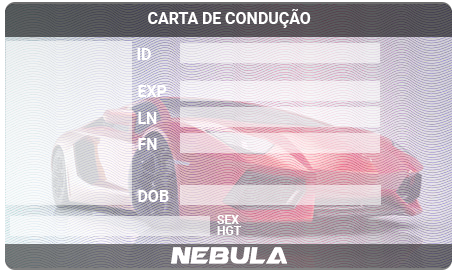 CARTA DE CONDUÇÃO
ID
EXP
LN
FN
DOB
SEX
HGT
NEBULA